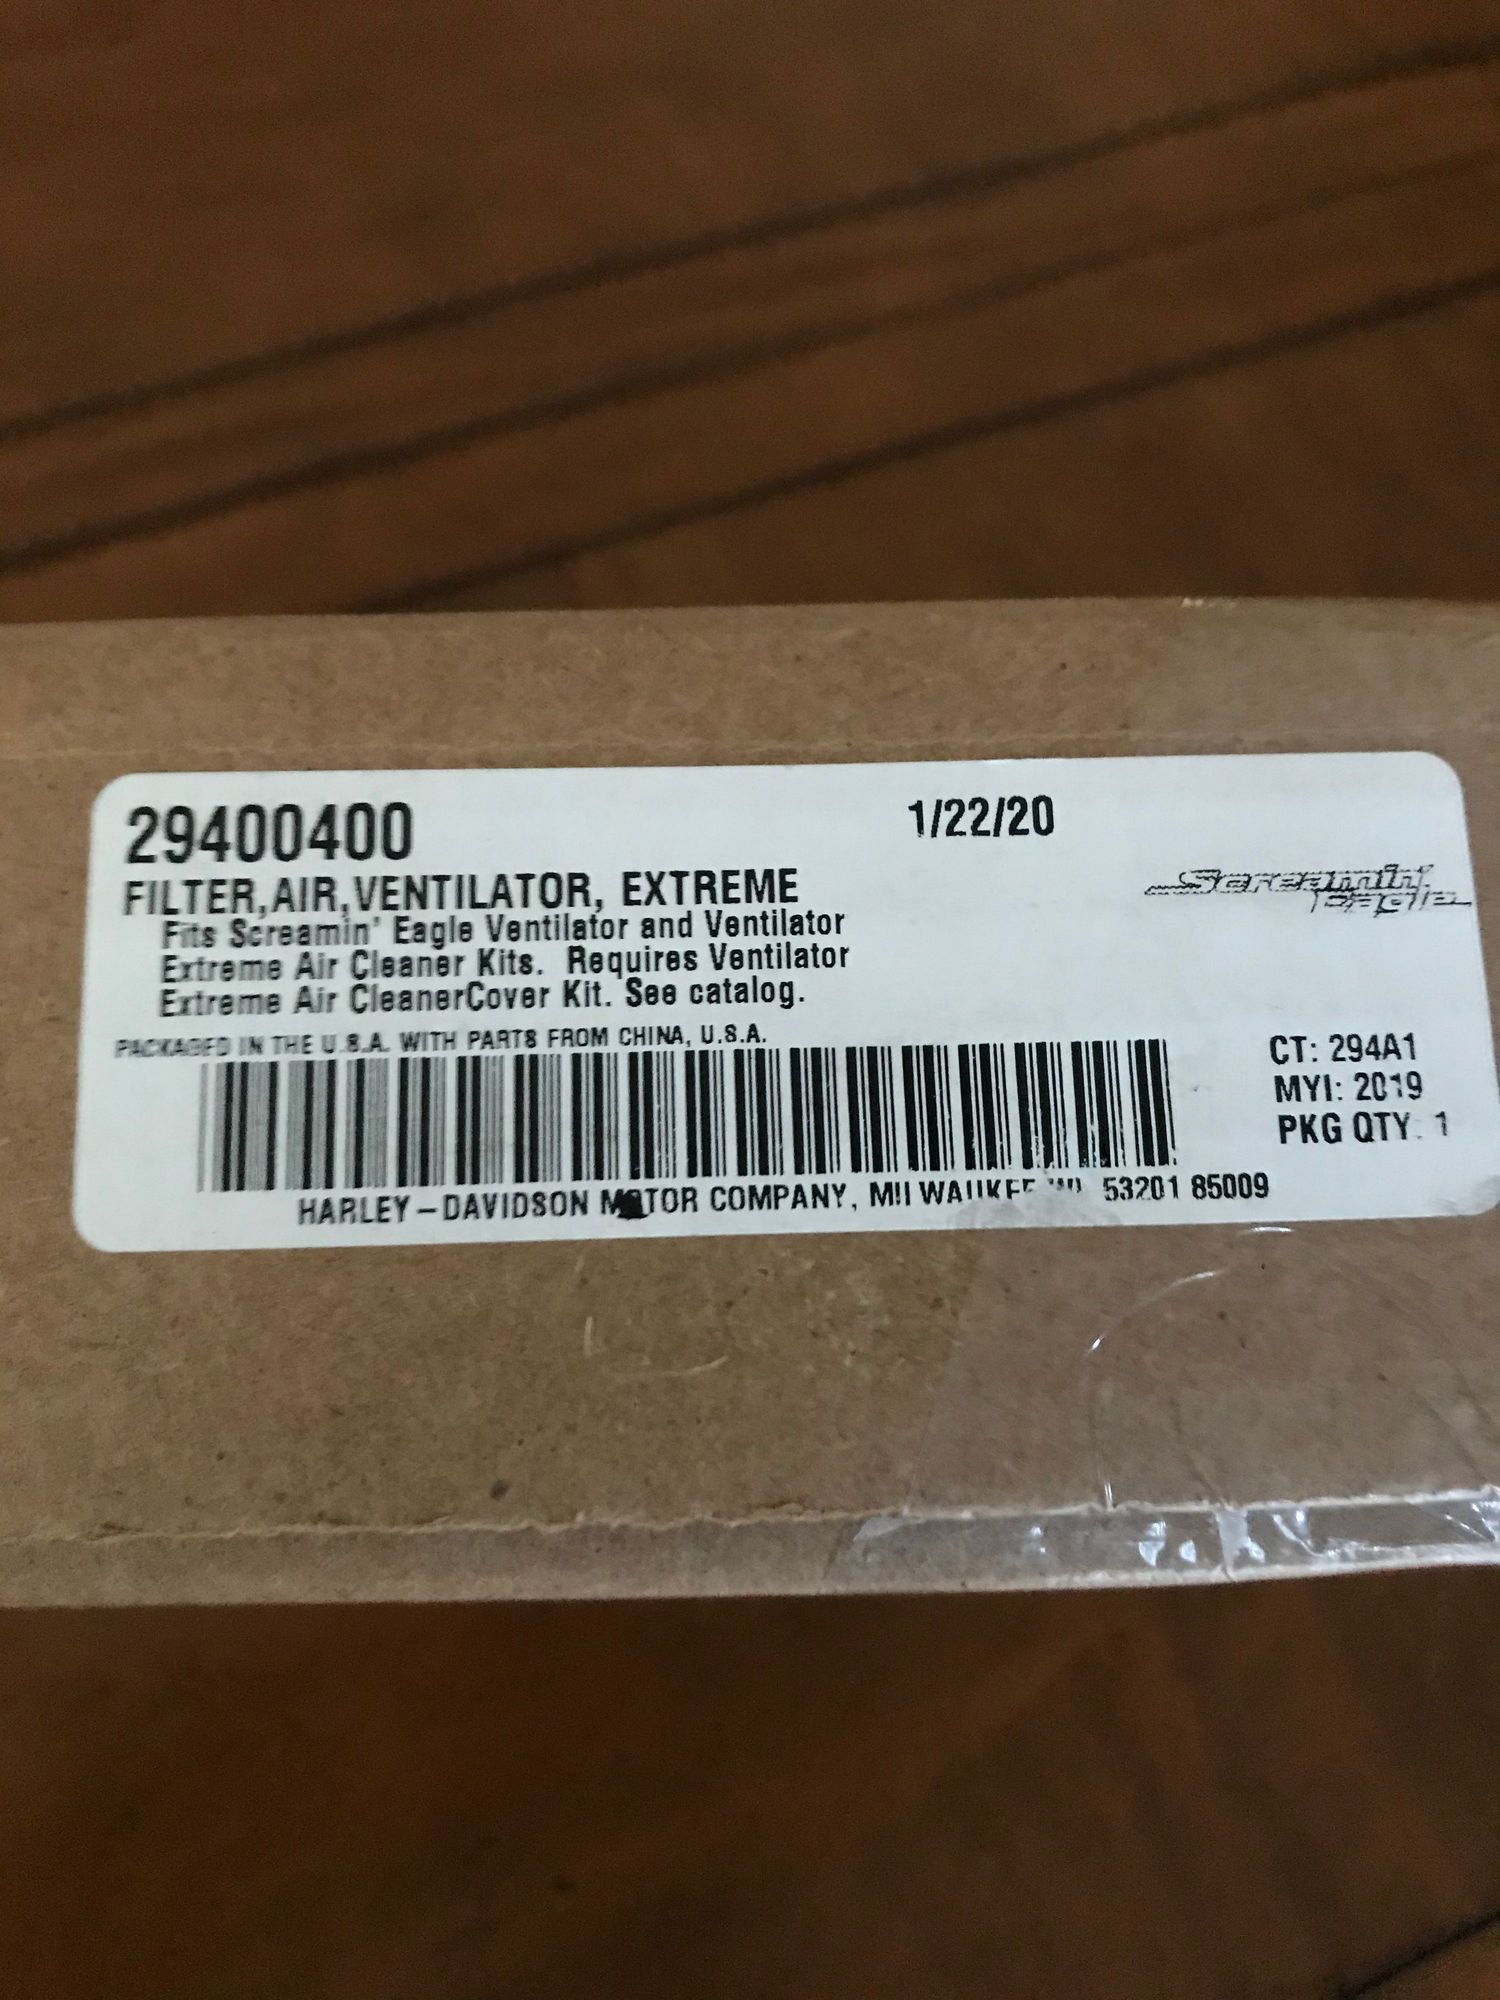 29400400
1/22/20
FILTER,AIR,VENTILATOR, EXTREME
Screamin' Eagle
Fits Screamin' Eagle Ventilator and Ventilator
Extreme Air Cleaner Kits. Requires Ventilator
Extreme Air CleanerCover Kit. See catalog.
PACKAGED IN THE U.S.A. WITH PARTS FROM CHINA, U.S.A.
CT: 294A1
MYI: 2019
PKG QTY: 1
HARLEY-DAVIDSON MOTOR COMPANY, MILWAUKEE WI 53201 85009